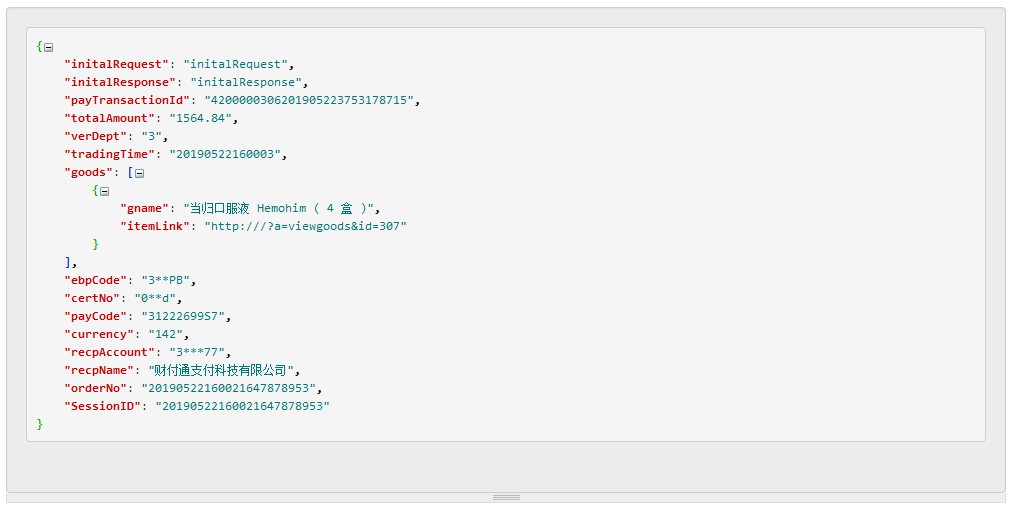 {
"initalRequest": "initalRequest",
"initalResponse": "initalResponse",
"payTransactionId": "4200000306201905223753178715",
"totalAmount": "1564.84",
"verDept": "3",
"tradingTime": "20190522160003",
"goods": [
{
"gname": "当归口服液 Hemohim ( 4 盒 )",
"itemLink": "http:///?a=viewgoods&id=307"
}
],
"ebpCode": "3**PB",
"certNo": "0**d",
"payCode": "31222699S7",
"currency": "142",
"recpAccount": "3***77",
"recpName": "财付通支付科技有限公司",
"orderNo": "20190522160021647878953",
"SessionID": "20190522160021647878953"
}